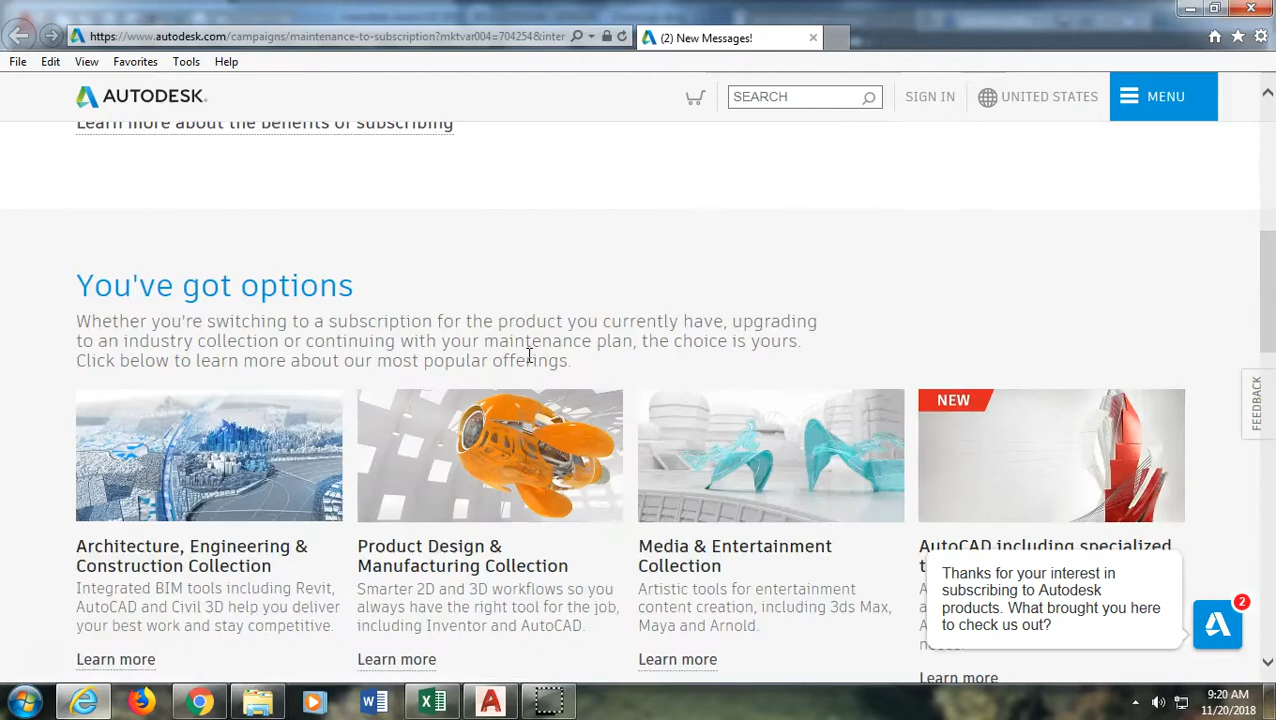 https://www.autodesk.com/campaigns/maintenance-to-subscription?mktvar004=704254&inter
(2) New Messages!
File Edit View Favorites Tools Help
AUTODESK.
SEARCH
SIGN IN
UNITED STATES
MENU
Learn more about the benefits of subscribing
You've got options
Whether you're switching to a subscription for the product you currently have, upgrading
to an industry collection or continuing with your maintenance plan, the choice is yours.
Click below to learn more about our most popular offerings.
FEEDBACK
NEW
Architecture, Engineering &
Construction Collection
Integrated BIM tools including Revit,
AutoCAD and Civil 3D help you deliver
your best work and stay competitive.
Learn more
Product Design &
Manufacturing Collection
Smarter 2D and 3D workflows so you
always have the right tool for the job,
including Inventor and AutoCAD.
Learn more
Media & Entertainment
Collection
Artistic tools for entertainment
content creation, including 3ds Max,
Maya and Arnold.
Learn more
AutoCAD including specialized
Learn more
Thanks for your interest in
subscribing to Autodesk
products. What brought you here
to check us out?
2
9:20 AM
11/20/2018